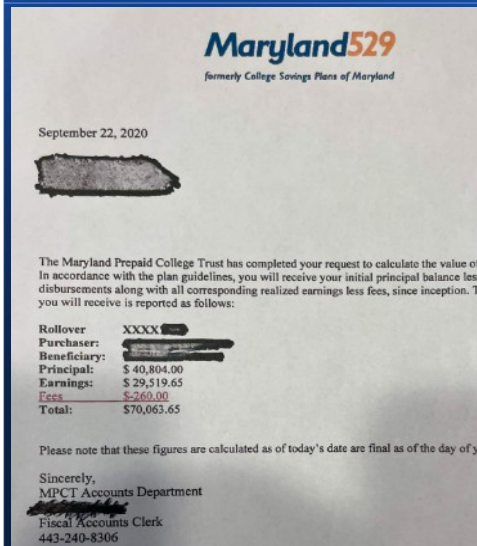 Maryland529
formerly College Savings Plans of Maryland
September 22, 2020
The Maryland Prepaid College Trust has completed your request to calculate the value of
In accordance with the plan guidelines, you will receive your initial principal balance les
disbursements along with all corresponding realized earnings less fees, since inception. T
you will receive is reported as follows:
Rollover XXXX
Purchaser:
Beneficiary:
Principal: $ 40,804.00
Earnings: $ 29,519.65
Fees $-260.00
Total: $70,063.65
Please note that these figures are calculated as of today's date are final as of the day of y
Sincerely,
MPCT Accounts Department
Fiscal Accounts Clerk
443-240-8306